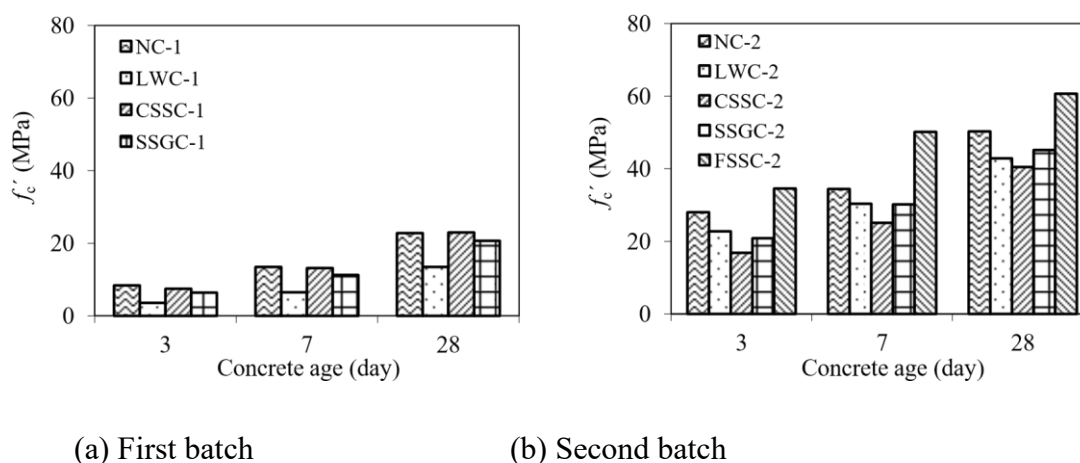 80
60
40
20
0
f_c´ (MPa)
NC-1
LWC-1
CSSC-1
SSGC-1
3 7 28
Concrete age (day)
80
60
40
20
0
f_c´ (MPa)
NC-2
LWC-2
CSSC-2
SSGC-2
FSSC-2
3 7 28
Concrete age (day)
(a) First batch
(b) Second batch